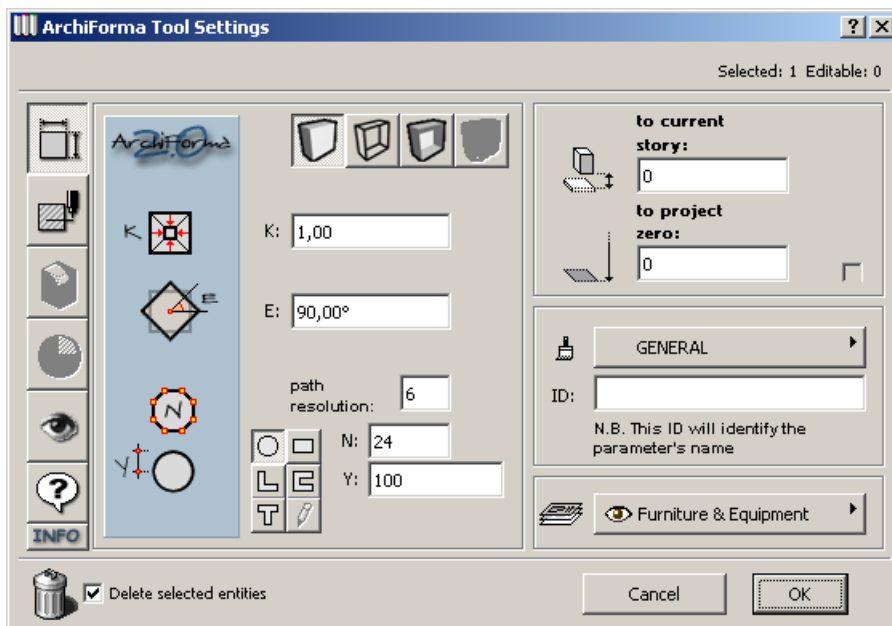 ArchiForma Tool Settings
Selected: 1 Editable: 0
ArchiForma
2.0
K
K: 1,00
E
E: 90,00°
path
resolution: 6
N
N: 24
Y
Y: 100
INFO
to current
story:
0
to project
zero:
0
GENERAL
ID:
N.B. This ID will identify the
parameter's name
Furniture & Equipment
Delete selected entities
Cancel
OK